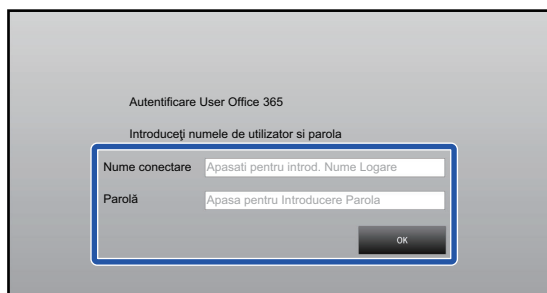 Autentificare User Office 365
Introduceţi numele de utilizator si parola
Nume conectare Apasati pentru introd. Nume Logare
Parolă Apasa pentru Introducere Parola
OK